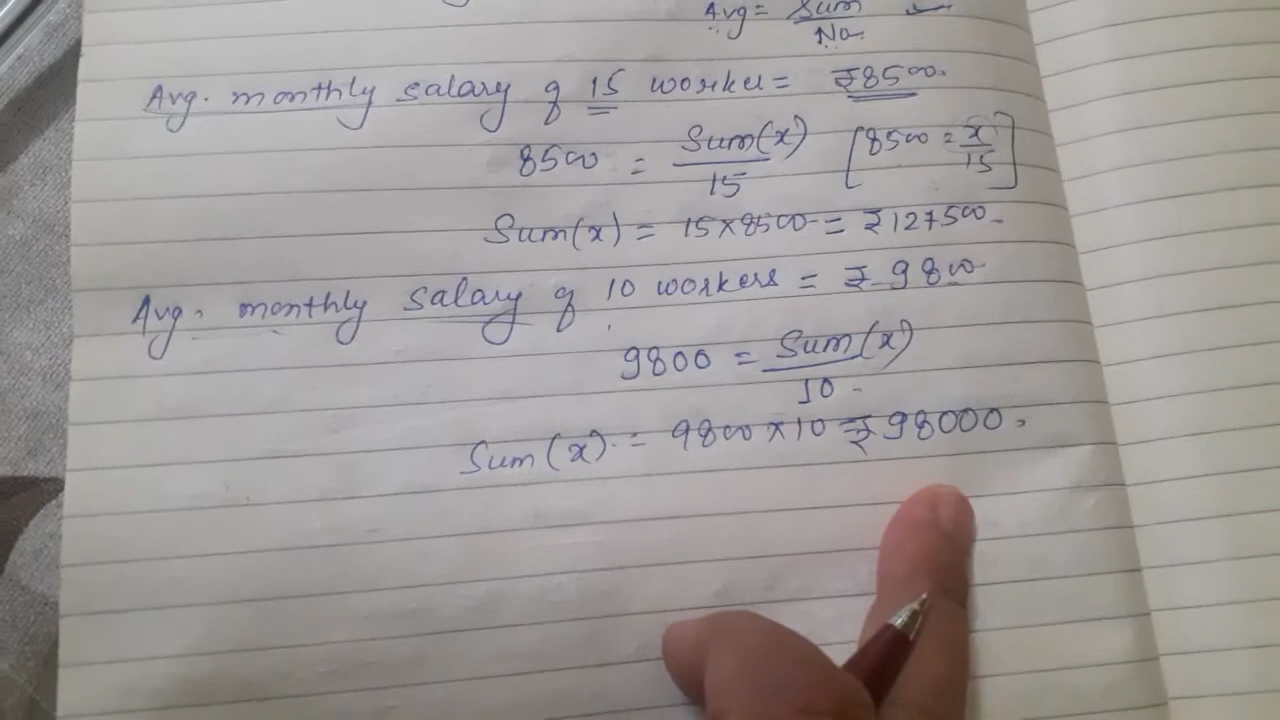 Avg = Sum / No.
Avg. monthly salary of 15 worker = ₹8500.
8500 = Sum(x) / 15 [8500 = x / 15]
Sum(x) = 15×8500 = ₹127500.
Avg. monthly salary of 10 workers = ₹9800
9800 = Sum(x) / 10.
Sum(x) = 9800×10 = ₹98000.